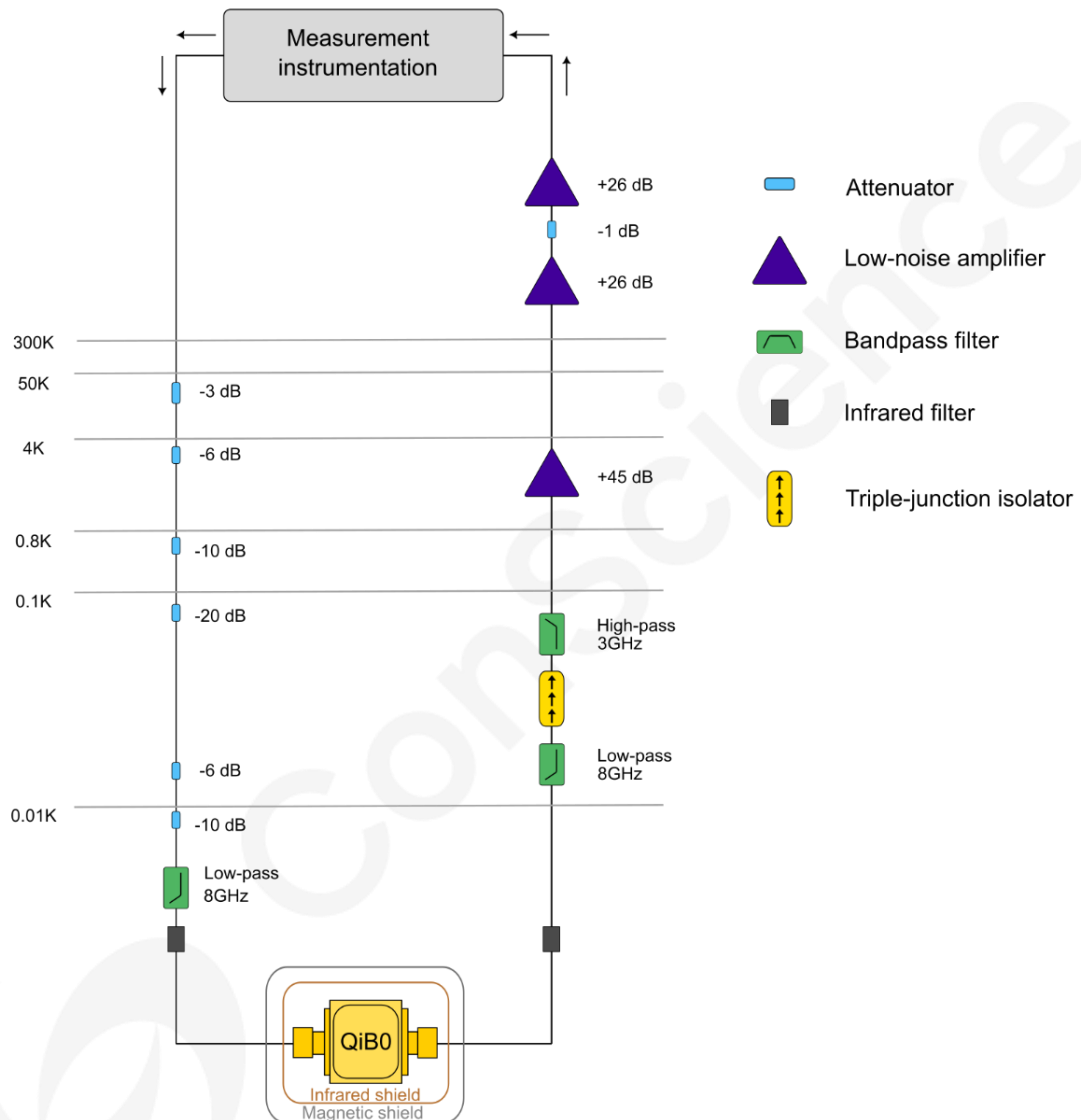 Measurement
instrumentation
+26 dB
-1 dB
+26 dB
300K
50K
-3 dB
4K
-6 dB
+45 dB
0.8K
-10 dB
0.1K
-20 dB
High-pass
3GHz
Low-pass
8GHz
-6 dB
0.01K
-10 dB
Low-pass
8GHz
QiB0
Infrared shield
Magnetic shield
Attenuator
Low-noise amplifier
Bandpass filter
Infrared filter
Triple-junction isolator
ConScience